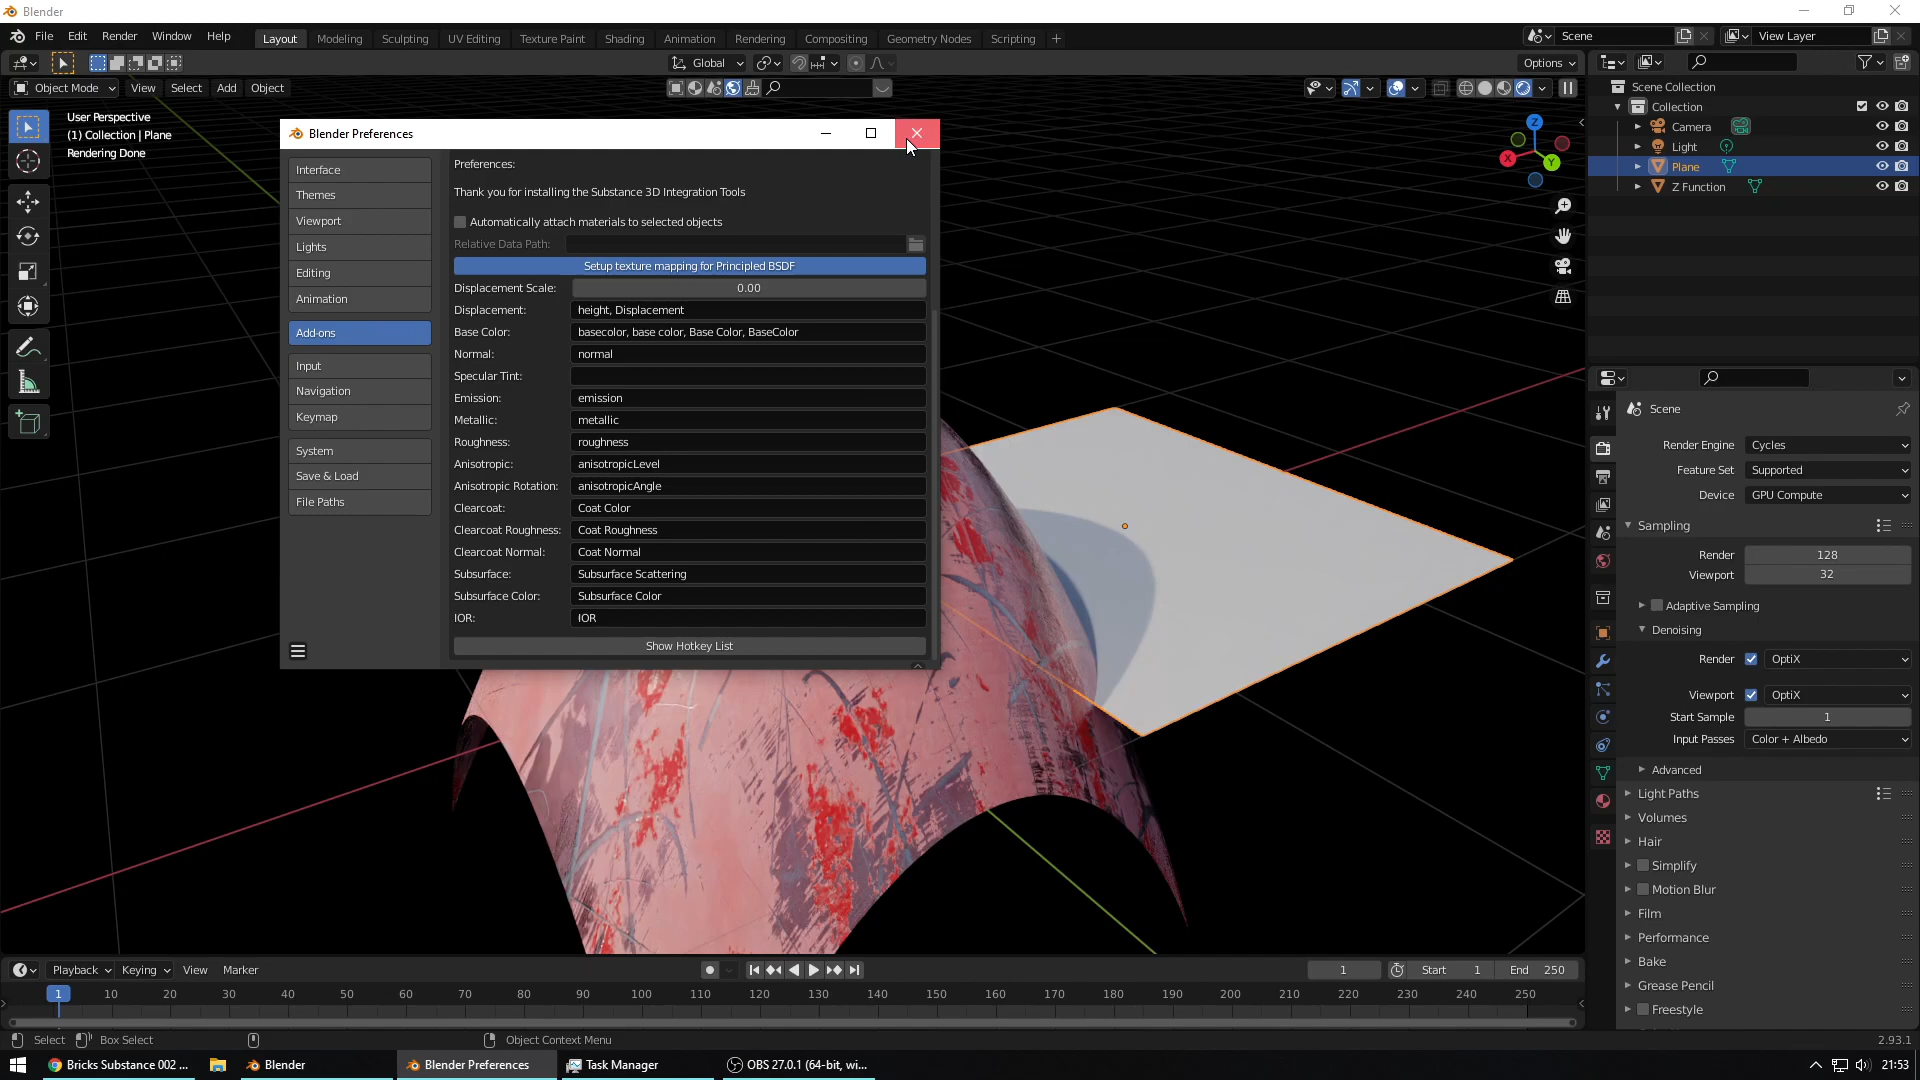 Blender
File Edit Render Window Help Layout Modeling Sculpting UV Editing Texture Paint Shading Animation Rendering Compositing Geometry Nodes Scripting + Scene View Layer
Global Options
Object Mode View Select Add Object
User Perspective
(1) Collection | Plane
Rendering Done
Z
X
Y
Blender Preferences
Interface
Themes
Viewport
Lights
Editing
Animation
Add-ons
Input
Navigation
Keymap
System
Save & Load
File Paths
Preferences:
Thank you for installing the Substance 3D Integration Tools
Automatically attach materials to selected objects
Relative Data Path:
Setup texture mapping for Principled BSDF
Displacement Scale: 0.00
Displacement: height, Displacement
Base Color: basecolor, base color, Base Color, BaseColor
Normal: normal
Specular Tint:
Emission: emission
Metallic: metallic
Roughness: roughness
Anisotropic: anisotropicLevel
Anisotropic Rotation: anisotropicAngle
Clearcoat: Coat Color
Clearcoat Roughness: Coat Roughness
Clearcoat Normal: Coat Normal
Subsurface: Subsurface Scattering
Subsurface Color: Subsurface Color
IOR: IOR
Show Hotkey List
Scene Collection
Collection
Camera
Light
Plane
Z Function
Scene
Render Engine Cycles
Feature Set Supported
Device GPU Compute
Sampling
Render 128
Viewport 32
Adaptive Sampling
Denoising
Render OptiX
Viewport OptiX
Start Sample 1
Input Passes Color + Albedo
Advanced
Light Paths
Volumes
Hair
Simplify
Motion Blur
Film
Performance
Bake
Grease Pencil
Freestyle
Playback Keying View Marker 1 Start 1 End 250
1 10 20 30 40 50 60 70 80 90 100 110 120 130 140 150 160 170 180 190 200 210 220 230 240 250
Select Box Select Object Context Menu 2.93.1
Bricks Substance 002 ... Blender Blender Preferences Task Manager OBS 27.0.1 (64-bit, wi... 21:53